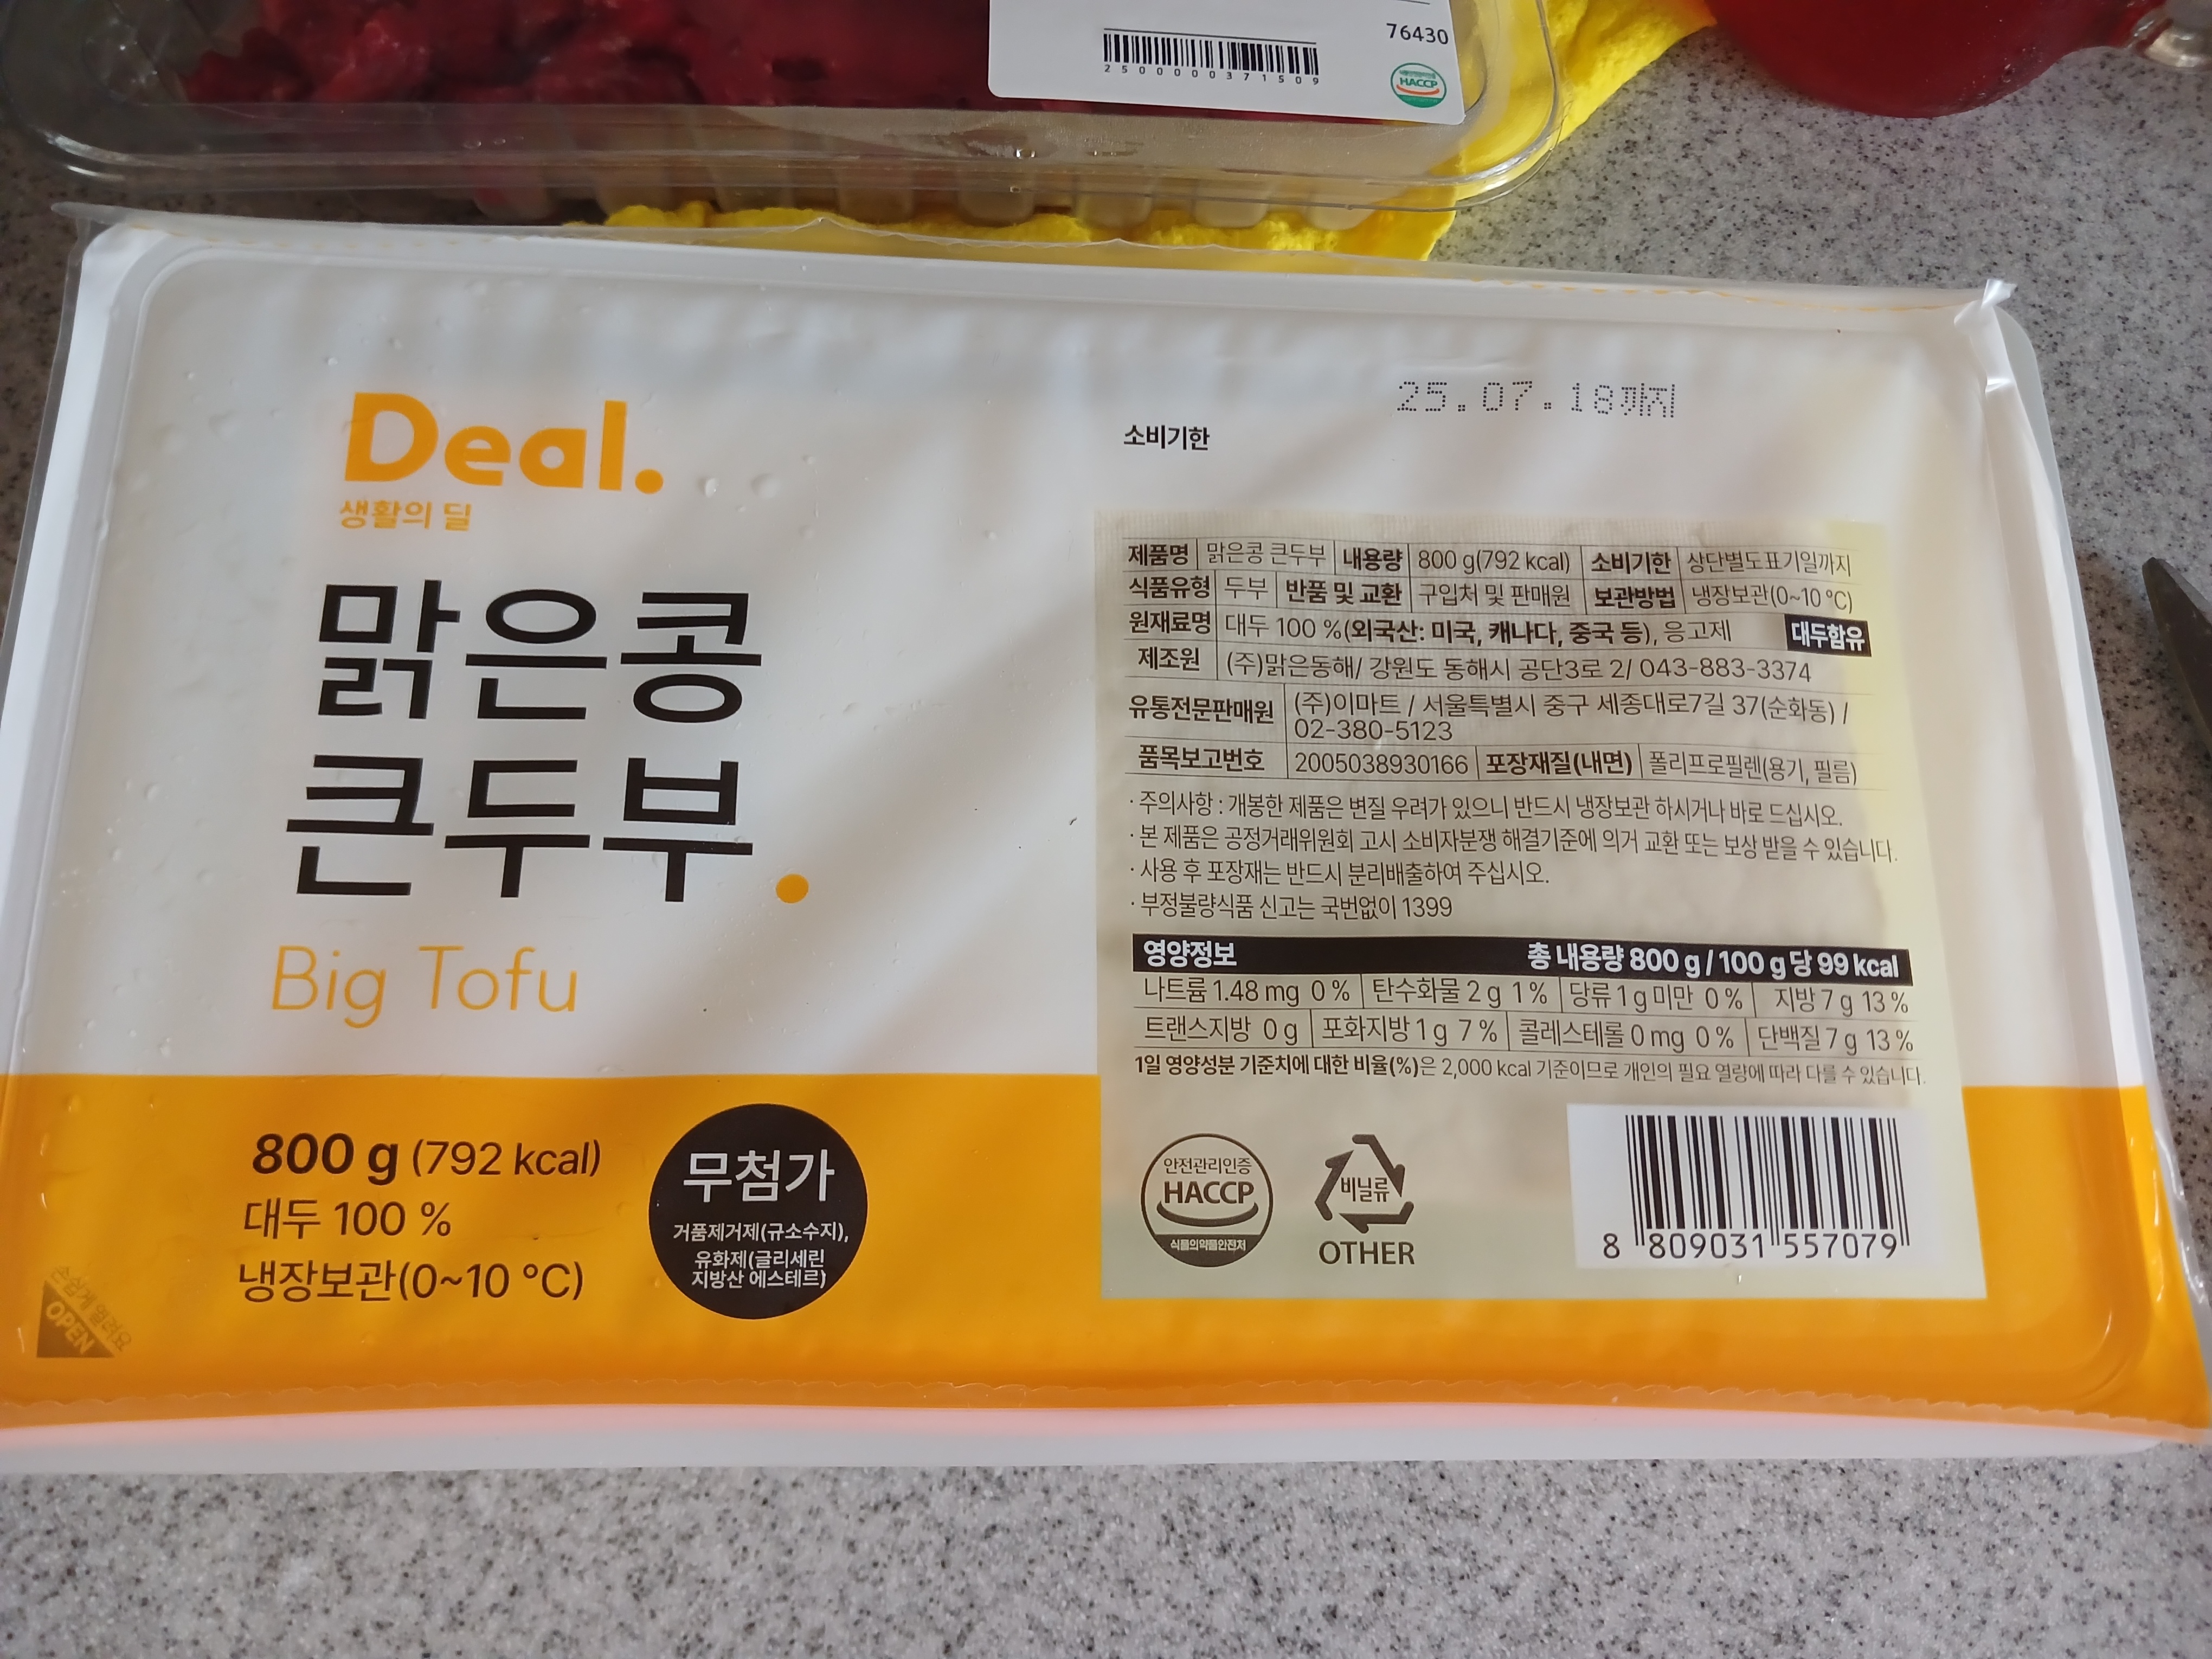 76430
2500000371509
HACCP
25.07.18까지
소비기한
Deal.
생활의 딜
맑은콩
큰두부.
Big Tofu
800 g (792 kcal)
대두 100 %
냉장보관(0~10 °C)
무첨가
거품제거제(규소수지),
유화제(글리세린
지방산 에스테르)
손쉽게 열려요
OPEN
제품명 맑은콩 큰두부 내용량 800 g(792 kcal) 소비기한 상단별도표기일까지
식품유형 두부 반품 및 교환 구입처 및 판매원 보관방법 냉장보관(0~10 °C)
원재료명 대두 100 %(외국산: 미국, 캐나다, 중국 등), 응고제 대두함유
제조원 (주)맑은동해/ 강원도 동해시 공단3로 2/ 043-883-3374
유통전문판매원 (주)이마트 / 서울특별시 중구 세종대로7길 37(순화동) /
02-380-5123
품목보고번호 2005038930166 포장재질(내면) 폴리프로필렌(용기, 필름)
· 주의사항 : 개봉한 제품은 변질 우려가 있으니 반드시 냉장보관 하시거나 바로 드십시오.
· 본 제품은 공정거래위원회 고시 소비자분쟁 해결기준에 의거 교환 또는 보상 받을 수 있습니다.
· 사용 후 포장재는 반드시 분리배출하여 주십시오.
· 부정불량식품 신고는 국번없이 1399
영양정보 총 내용량 800 g / 100 g 당 99 kcal
나트륨 1.48 mg 0 % 탄수화물 2 g 1 % 당류 1 g 미만 0 % 지방 7 g 13 %
트랜스지방 0 g 포화지방 1 g 7 % 콜레스테롤 0 mg 0 % 단백질 7 g 13 %
1일 영양성분 기준치에 대한 비율(%)은 2,000 kcal 기준이므로 개인의 필요 열량에 따라 다를 수 있습니다.
안전관리인증
HACCP
식품의약품안전처
비닐류
OTHER
8 809031 557079